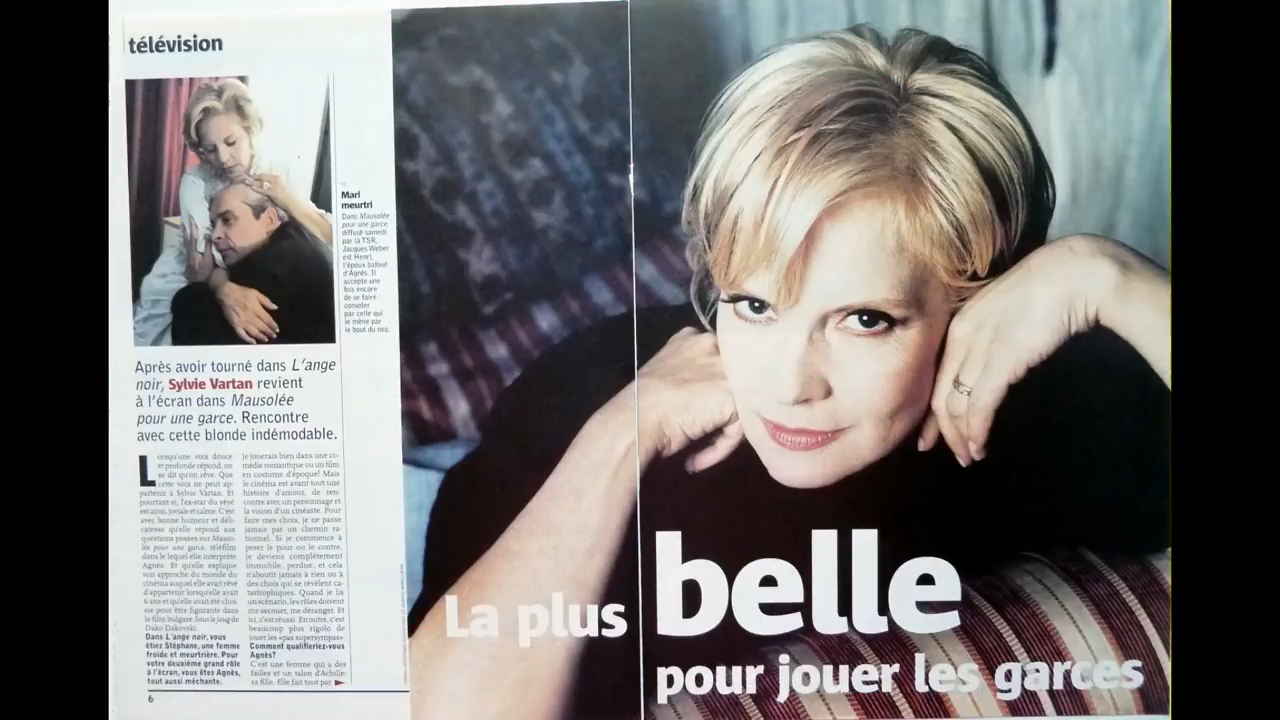 télévision
Mari
meurtri
Dans Mausolée
pour une garce,
diffusé samedi
par la TSR,
Jacques Weber
est Henri,
l'époux bafoué
d'Agnès. Il
accepte une
fois encore
de se faire
consoler
par celle qui
le mène par
le bout du nez.
Après avoir tourné dans L'ange
noir, Sylvie Vartan revient
à l'écran dans Mausolée
pour une garce. Rencontre
avec cette blonde indémodable.
Lorsqu'une voix douce
et profonde répond, on
se dit qu'on rêve. Que
cette voix ne peut ap-
partenir à Sylvie Vartan. Et
pourtant si, l'ex-star du yéyé
est ainsi, joviale et calme. C'est
avec bonne humeur et déli-
catesse qu'elle répond aux
questions posées sur Mauso-
lée pour une garce, téléfilm
dans lequel elle interprète
Agnès. Et qu'elle explique
son approche du monde du
cinéma auquel elle avait rêvé
d'appartenir lorsqu'elle avait
6 ans et qu'elle avait été choi-
sie pour être figurante dans
le film bulgare Sous le joug de
Dako Dakovski.
Dans L'ange noir, vous
étiez Stéphane, une femme
froide et meurtrière. Pour
votre deuxième grand rôle
à l'écran, vous êtes Agnès,
tout aussi méchante.
Je jouerais bien dans une co-
médie romantique ou un film
en costume d'époque! Mais
le cinéma est avant tout une
histoire d'amour, de ren-
contre avec un personnage et
la vision d'un cinéaste. Pour
faire mes choix, je ne passe
jamais par un chemin ra-
tionnel. Si je commence à
peser le pour ou le contre,
je deviens complètement
immobile, perdue, et cela
n'aboutit jamais à rien ou à
des choix qui se révèlent ca-
tastrophiques. Quand je lis
un scénario, les rôles doivent
me secouer, me déranger. Et
ici, c'est réussi. En outre, c'est
beaucoup plus rigolo de
jouer les «pas supersympas»
Comment qualifieriez-vous
Agnès?
C'est une femme qui a des
failles et un talon d'Achille:
sa fille. Elle fait tout par
6
La plus belle
pour jouer les garces